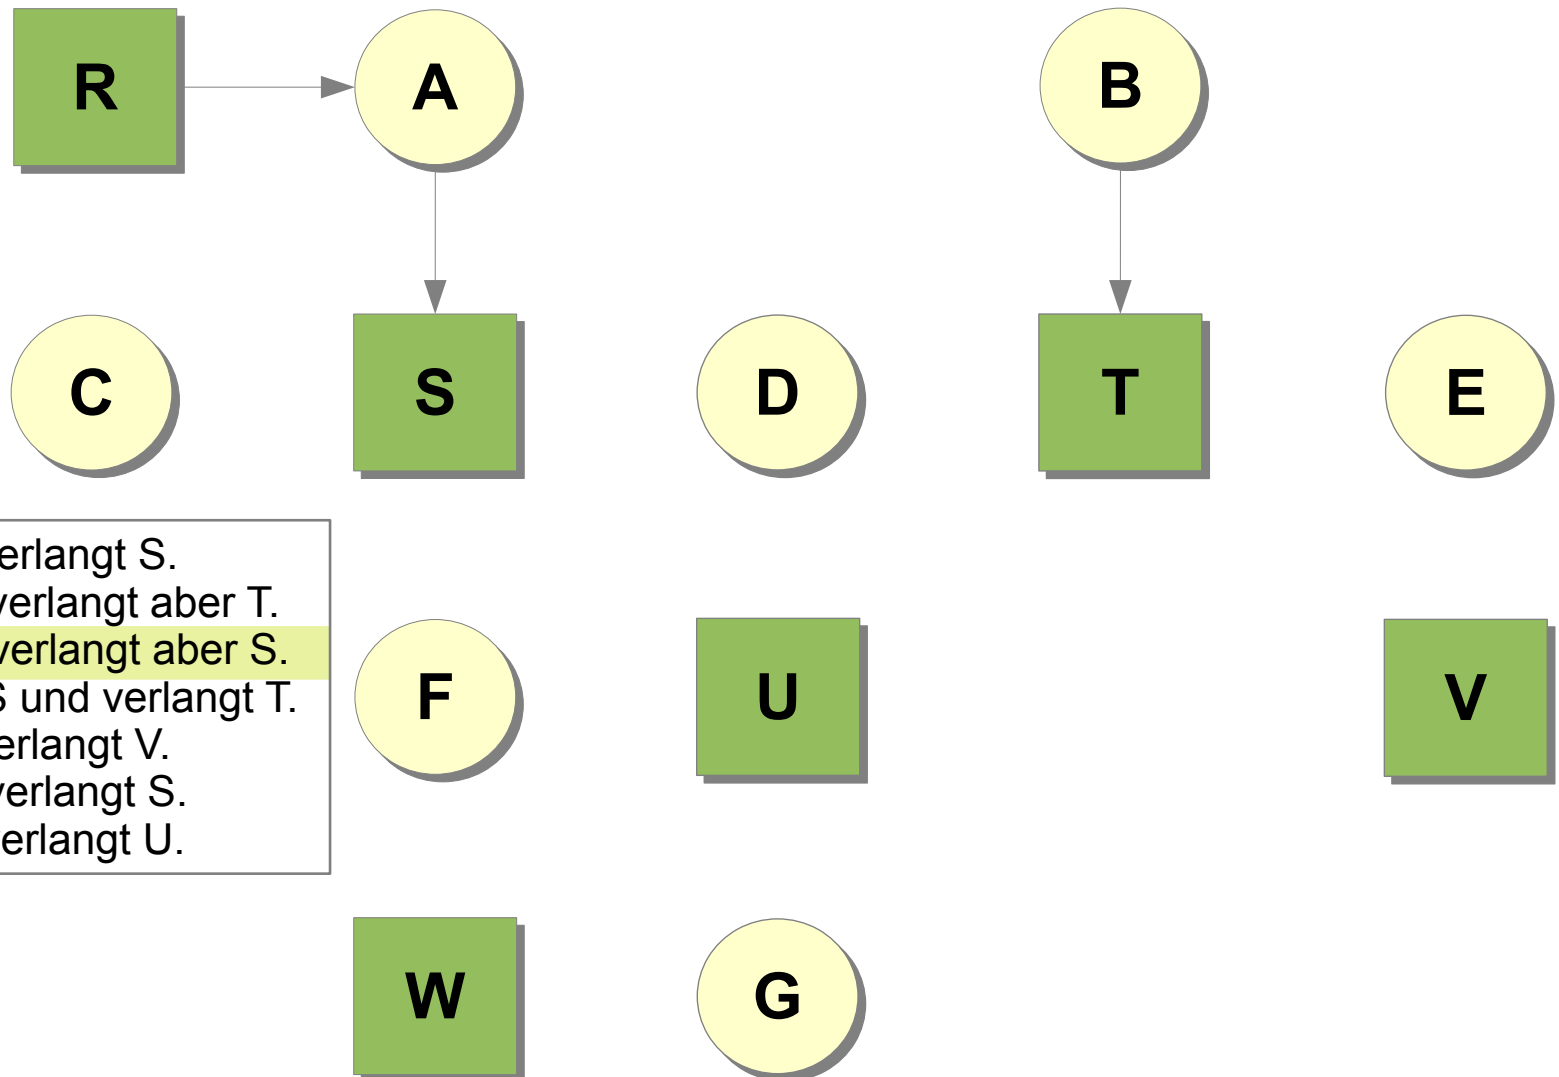 R A B
C S D T E
erlangt S.
verlangt aber T.
verlangt aber S.
S und verlangt T.
erlangt V.
verlangt S.
erlangt U.
F U V
W G